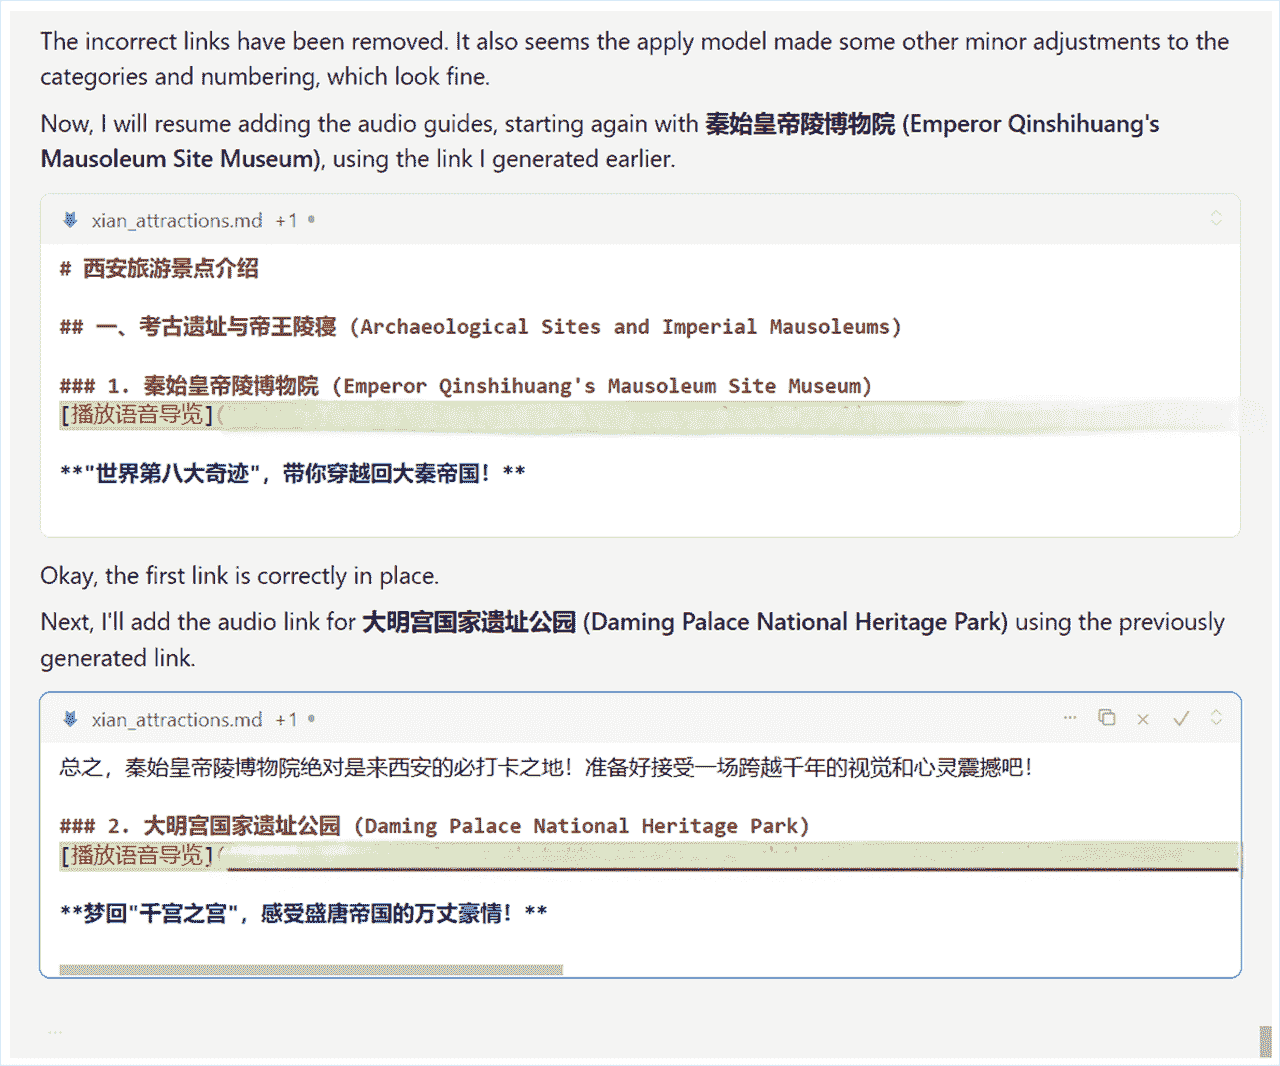 The incorrect links have been removed. It also seems the apply model made some other minor adjustments to the
categories and numbering, which look fine.
Now, I will resume adding the audio guides, starting again with 秦始皇帝陵博物院 (Emperor Qinshihuang's
Mausoleum Site Museum), using the link I generated earlier.
xian_attractions.md +1
# 西安旅游景点介绍
## 一、考古遗址与帝王陵寝 (Archaeological Sites and Imperial Mausoleums)
### 1. 秦始皇帝陵博物院 (Emperor Qinshihuang's Mausoleum Site Museum)
[播放语音导览](
**"世界第八大奇迹"，带你穿越回大秦帝国！**
Okay, the first link is correctly in place.
Next, I'll add the audio link for 大明宫国家遗址公园 (Daming Palace National Heritage Park) using the previously
generated link.
xian_attractions.md +1
总之，秦始皇帝陵博物院绝对是来西安的必打卡之地！准备好接受一场跨越千年的视觉和心灵震撼吧！
### 2. 大明宫国家遗址公园 (Daming Palace National Heritage Park)
[播放语音导览](
**梦回"千宫之宫"，感受盛唐帝国的万丈豪情！**